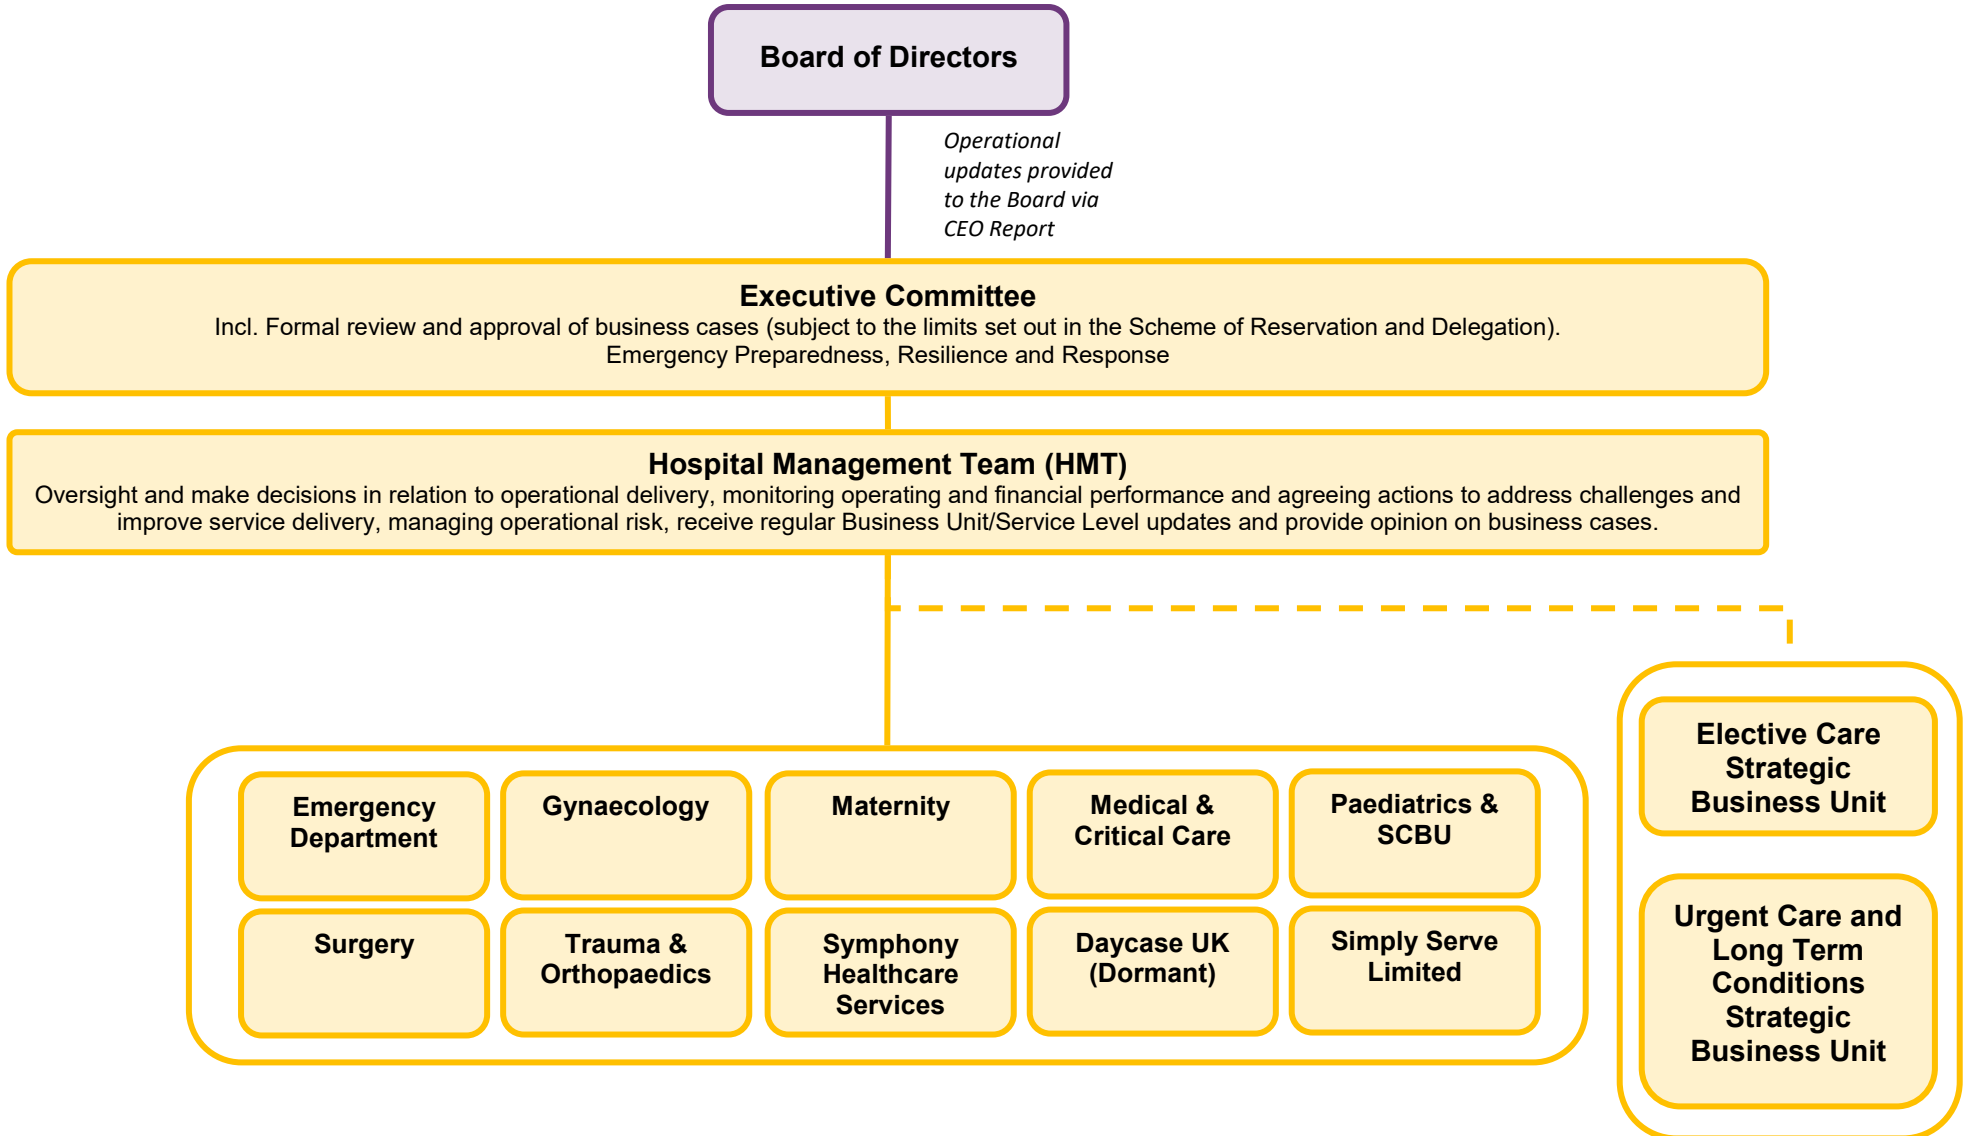 Board of Directors
Operational
updates provided
to the Board via
CEO Report
Executive Committee
Incl. Formal review and approval of business cases (subject to the limits set out in the Scheme of Reservation and Delegation).
Emergency Preparedness, Resilience and Response
Hospital Management Team (HMT)
Oversight and make decisions in relation to operational delivery, monitoring operating and financial performance and agreeing actions to address challenges and
improve service delivery, managing operational risk, receive regular Business Unit/Service Level updates and provide opinion on business cases.
Emergency
Department
Gynaecology
Maternity
Medical &
Critical Care
Paediatrics &
SCBU
Surgery
Trauma &
Orthopaedics
Symphony
Healthcare
Services
Daycase UK
(Dormant)
Simply Serve
Limited
Elective Care
Strategic
Business Unit
Urgent Care and
Long Term
Conditions
Strategic
Business Unit